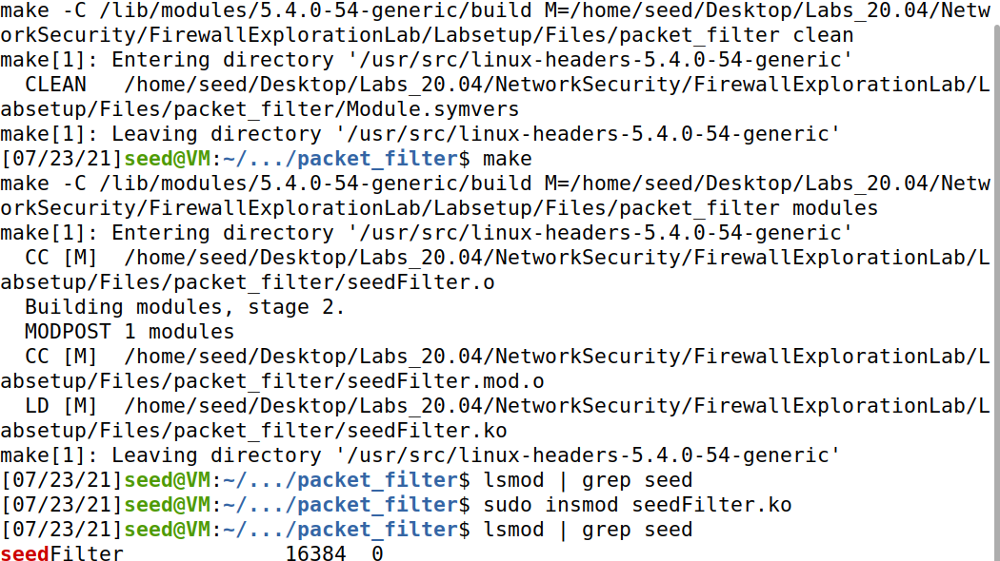 make -C /lib/modules/5.4.0-54-generic/build M=/home/seed/Desktop/Labs_20.04/Netw
orkSecurity/FirewallExplorationLab/Labsetup/Files/packet_filter clean
make[1]: Entering directory '/usr/src/linux-headers-5.4.0-54-generic'
  CLEAN   /home/seed/Desktop/Labs_20.04/NetworkSecurity/FirewallExplorationLab/L
absetup/Files/packet_filter/Module.symvers
make[1]: Leaving directory '/usr/src/linux-headers-5.4.0-54-generic'
[07/23/21]seed@VM:~/.../packet_filter$ make
make -C /lib/modules/5.4.0-54-generic/build M=/home/seed/Desktop/Labs_20.04/Netw
orkSecurity/FirewallExplorationLab/Labsetup/Files/packet_filter modules
make[1]: Entering directory '/usr/src/linux-headers-5.4.0-54-generic'
  CC [M]  /home/seed/Desktop/Labs_20.04/NetworkSecurity/FirewallExplorationLab/L
absetup/Files/packet_filter/seedFilter.o
  Building modules, stage 2.
  MODPOST 1 modules
  CC [M]  /home/seed/Desktop/Labs_20.04/NetworkSecurity/FirewallExplorationLab/L
absetup/Files/packet_filter/seedFilter.mod.o
  LD [M]  /home/seed/Desktop/Labs_20.04/NetworkSecurity/FirewallExplorationLab/L
absetup/Files/packet_filter/seedFilter.ko
make[1]: Leaving directory '/usr/src/linux-headers-5.4.0-54-generic'
[07/23/21]seed@VM:~/.../packet_filter$ lsmod | grep seed
[07/23/21]seed@VM:~/.../packet_filter$ sudo insmod seedFilter.ko
[07/23/21]seed@VM:~/.../packet_filter$ lsmod | grep seed
seedFilter             16384  0